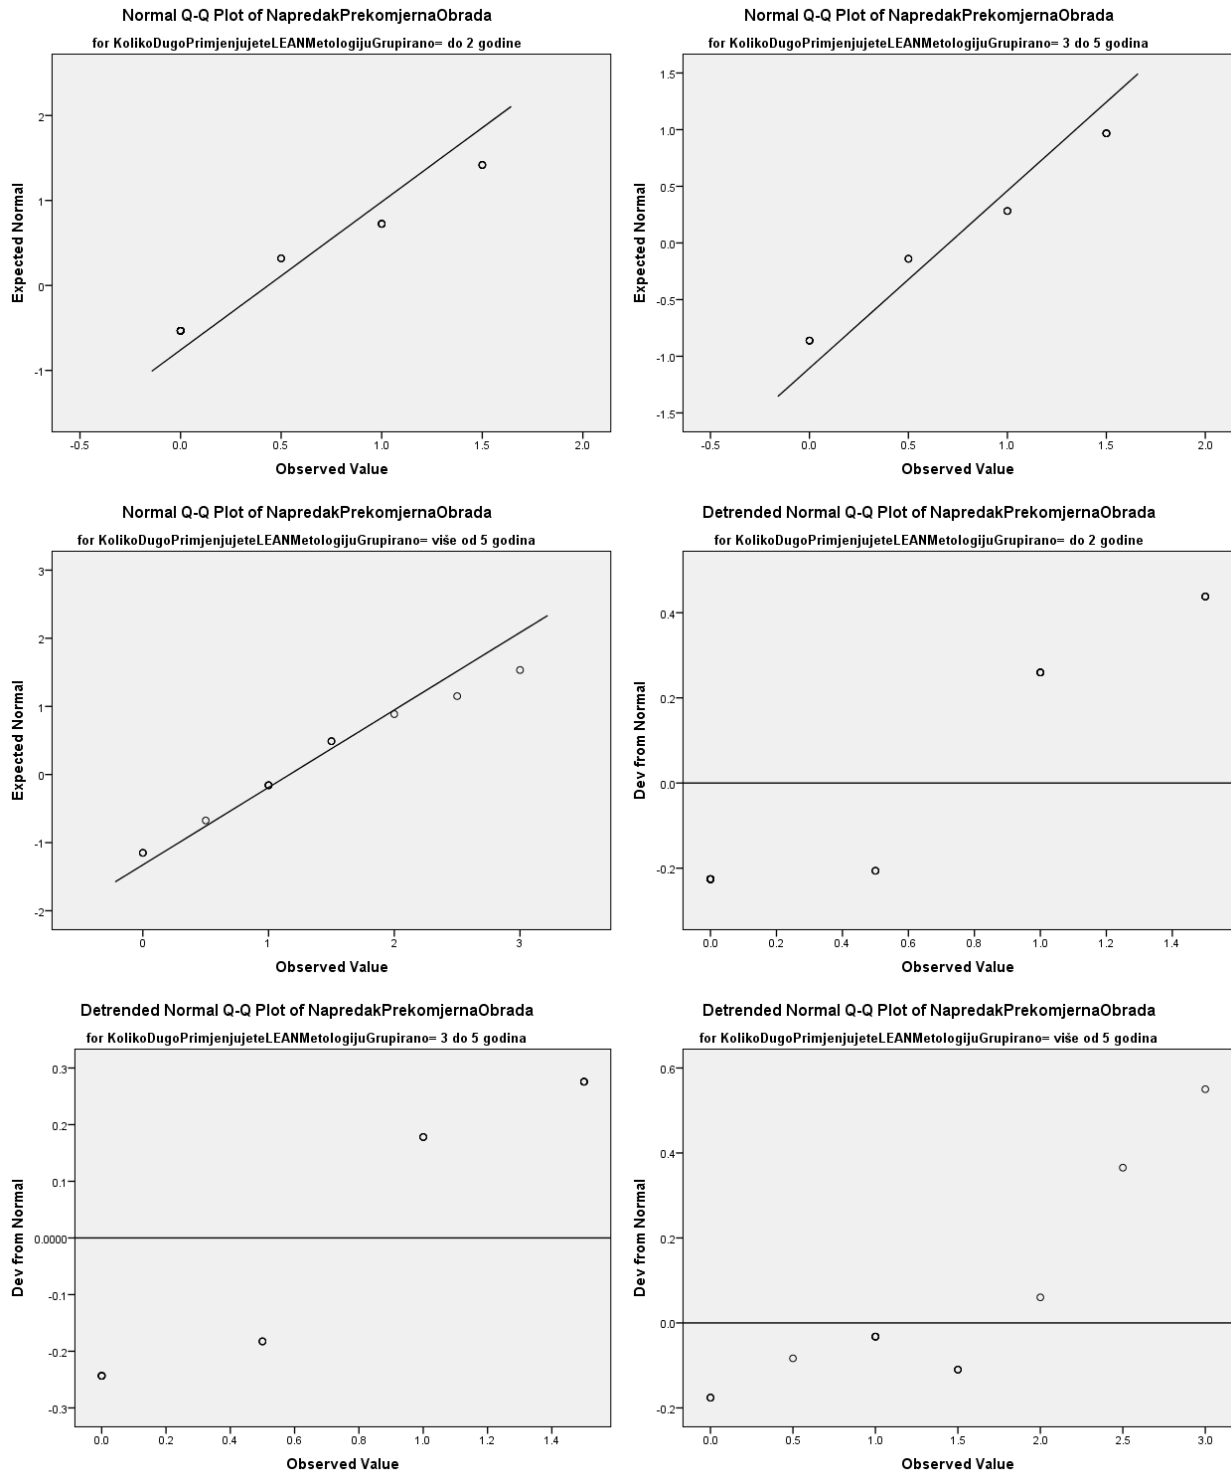 Normal Q-Q Plot of NapredakPrekomjernaObrada
for KolikoDugoPrimjenjujeteLEANMetologijuGrupirano= do 2 godine
2
1
0
-1
Expected Normal
-0.5 0.0 0.5 1.0 1.5 2.0
Observed Value
Normal Q-Q Plot of NapredakPrekomjernaObrada
for KolikoDugoPrimjenjujeteLEANMetologijuGrupirano= 3 do 5 godina
1.5
1.0
0.5
0.0
-0.5
-1.0
-1.5
Expected Normal
-0.5 0.0 0.5 1.0 1.5 2.0
Observed Value
Normal Q-Q Plot of NapredakPrekomjernaObrada
for KolikoDugoPrimjenjujeteLEANMetologijuGrupirano= više od 5 godina
3
2
1
0
-1
-2
Expected Normal
0 1 2 3
Observed Value
Detrended Normal Q-Q Plot of NapredakPrekomjernaObrada
for KolikoDugoPrimjenjujeteLEANMetologijuGrupirano= do 2 godine
0.4
0.2
0.0
-0.2
Dev from Normal
0.0 0.2 0.4 0.6 0.8 1.0 1.2 1.4
Observed Value
Detrended Normal Q-Q Plot of NapredakPrekomjernaObrada
for KolikoDugoPrimjenjujeteLEANMetologijuGrupirano= 3 do 5 godina
0.3
0.2
0.1
0.0000
-0.1
-0.2
-0.3
Dev from Normal
0.0 0.2 0.4 0.6 0.8 1.0 1.2 1.4
Observed Value
Detrended Normal Q-Q Plot of NapredakPrekomjernaObrada
for KolikoDugoPrimjenjujeteLEANMetologijuGrupirano= više od 5 godina
0.6
0.4
0.2
0.0
-0.2
Dev from Normal
0.0 0.5 1.0 1.5 2.0 2.5 3.0
Observed Value